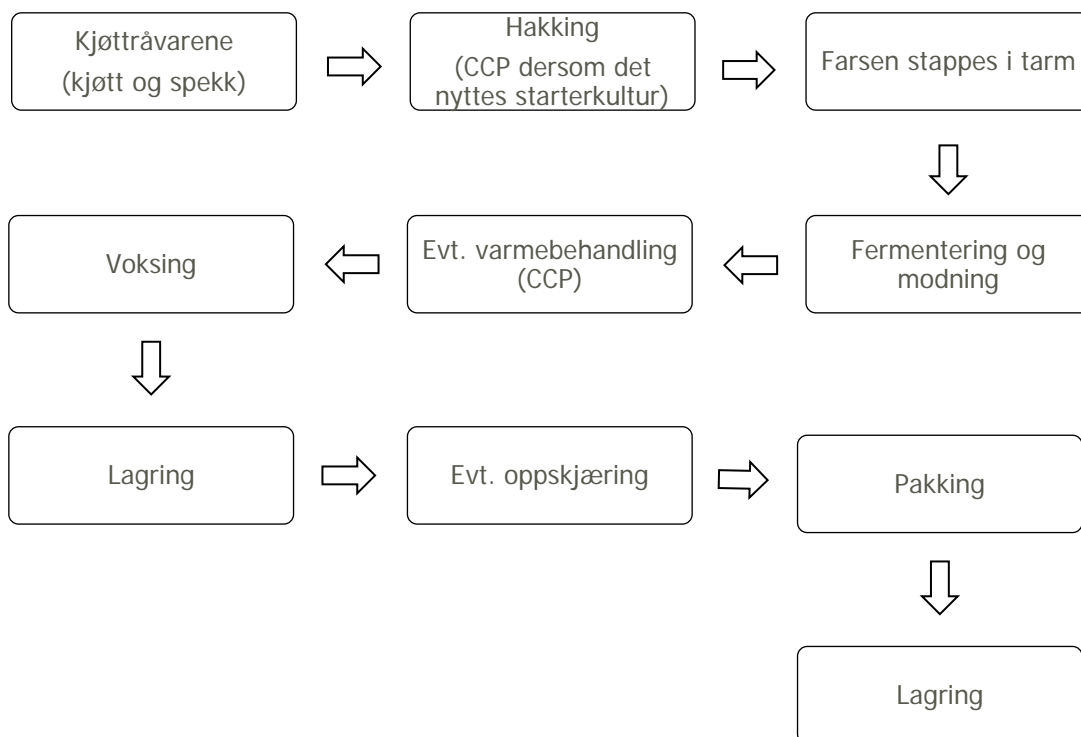 Kjøttråvarene
(kjøtt og spekk)
Hakking
(CCP dersom det
nyttes starterkultur)
Farsen stappes i tarm
Fermentering og
modning
Evt. varmebehandling
(CCP)
Voksing
Lagring
Evt. oppskjæring
Pakking
Lagring